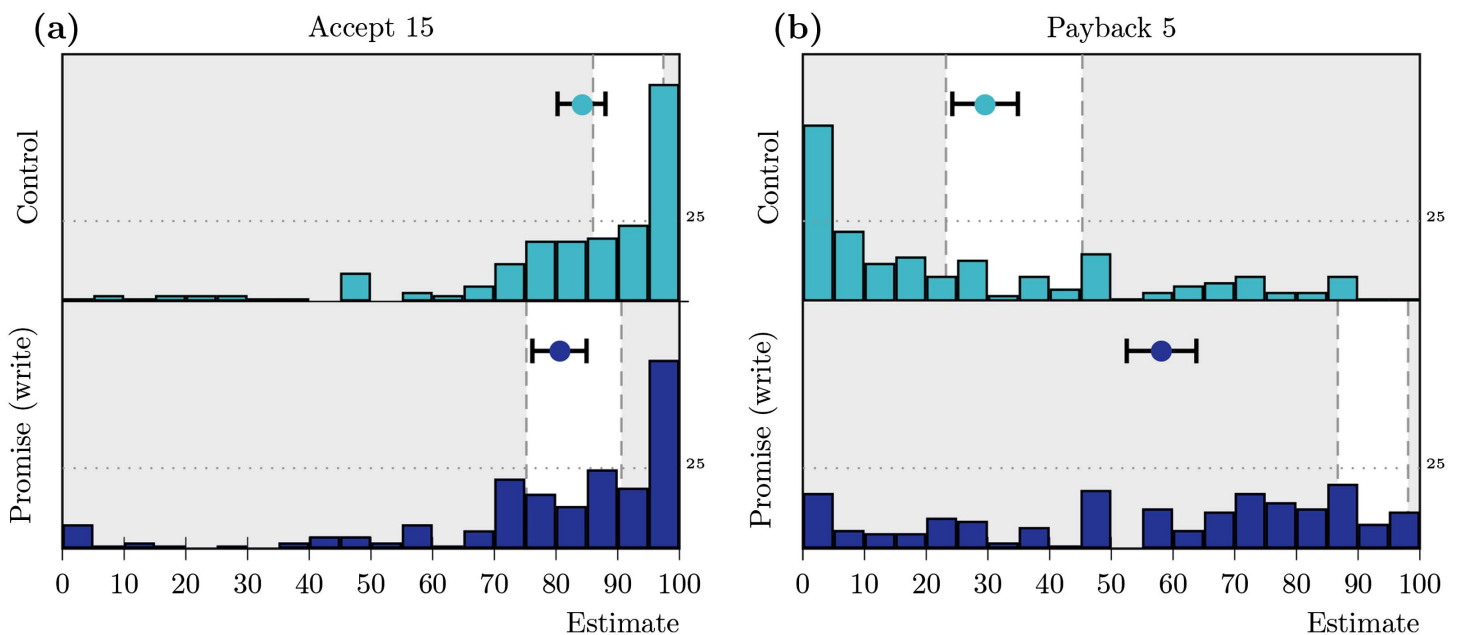 (a)
Accept 15
Control
25
Promise (write)
25
0 10 20 30 40 50 60 70 80 90 100
Estimate
(b)
Payback 5
Control
25
Promise (write)
25
0 10 20 30 40 50 60 70 80 90 100
Estimate